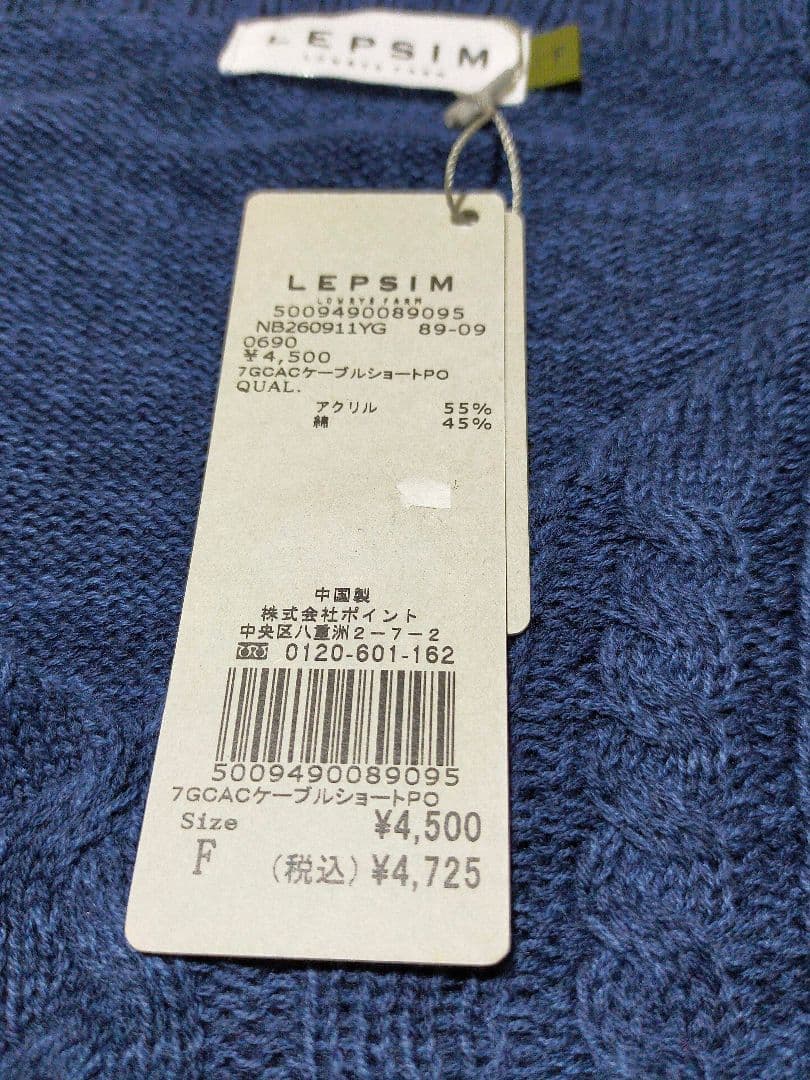 LEPSIM
LOWRYS FARM
F
LEPSIM
LOWRYS FARM
5009490089095
NB260911YG 89-09
0690
¥4,500
7GCACケーブルショートPO
QUAL.
アクリル 55%
綿 45%
中国製
株式会社ポイント
中央区八重洲2-7-2
0120-601-162
5009490089095
7GCACケーブルショートPO
Size ¥4,500
F (税込)¥4,725